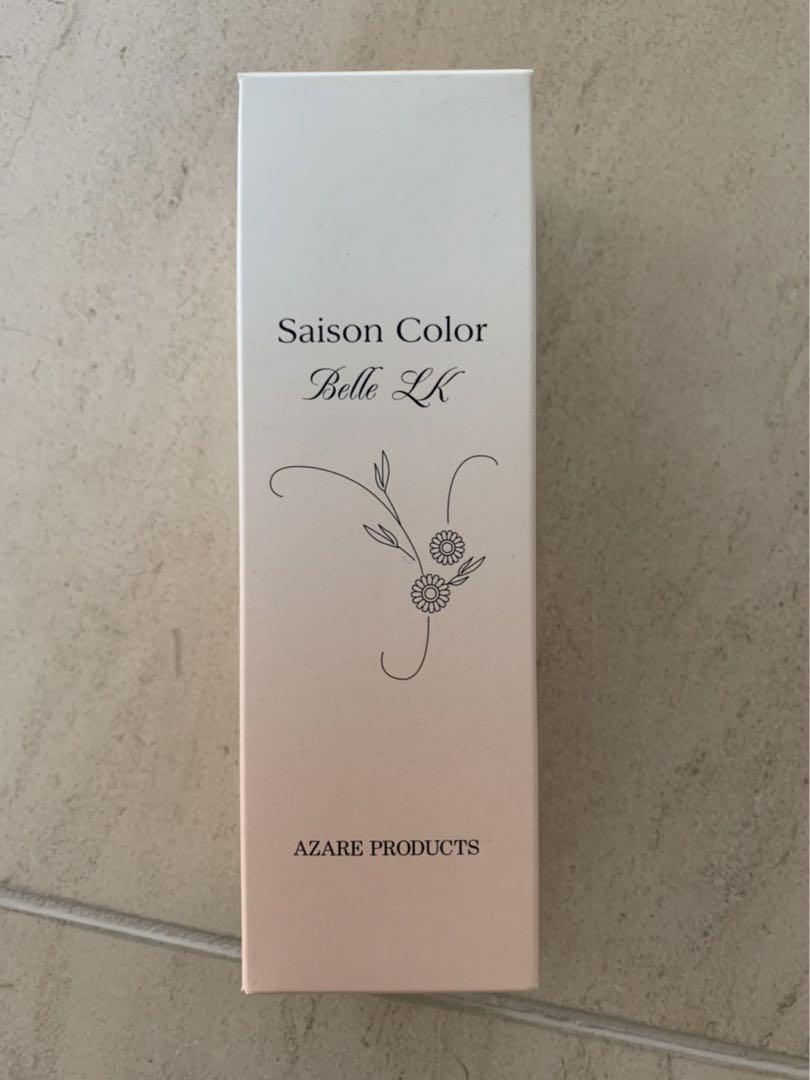 Saison Color
Belle LK
AZARE PRODUCTS